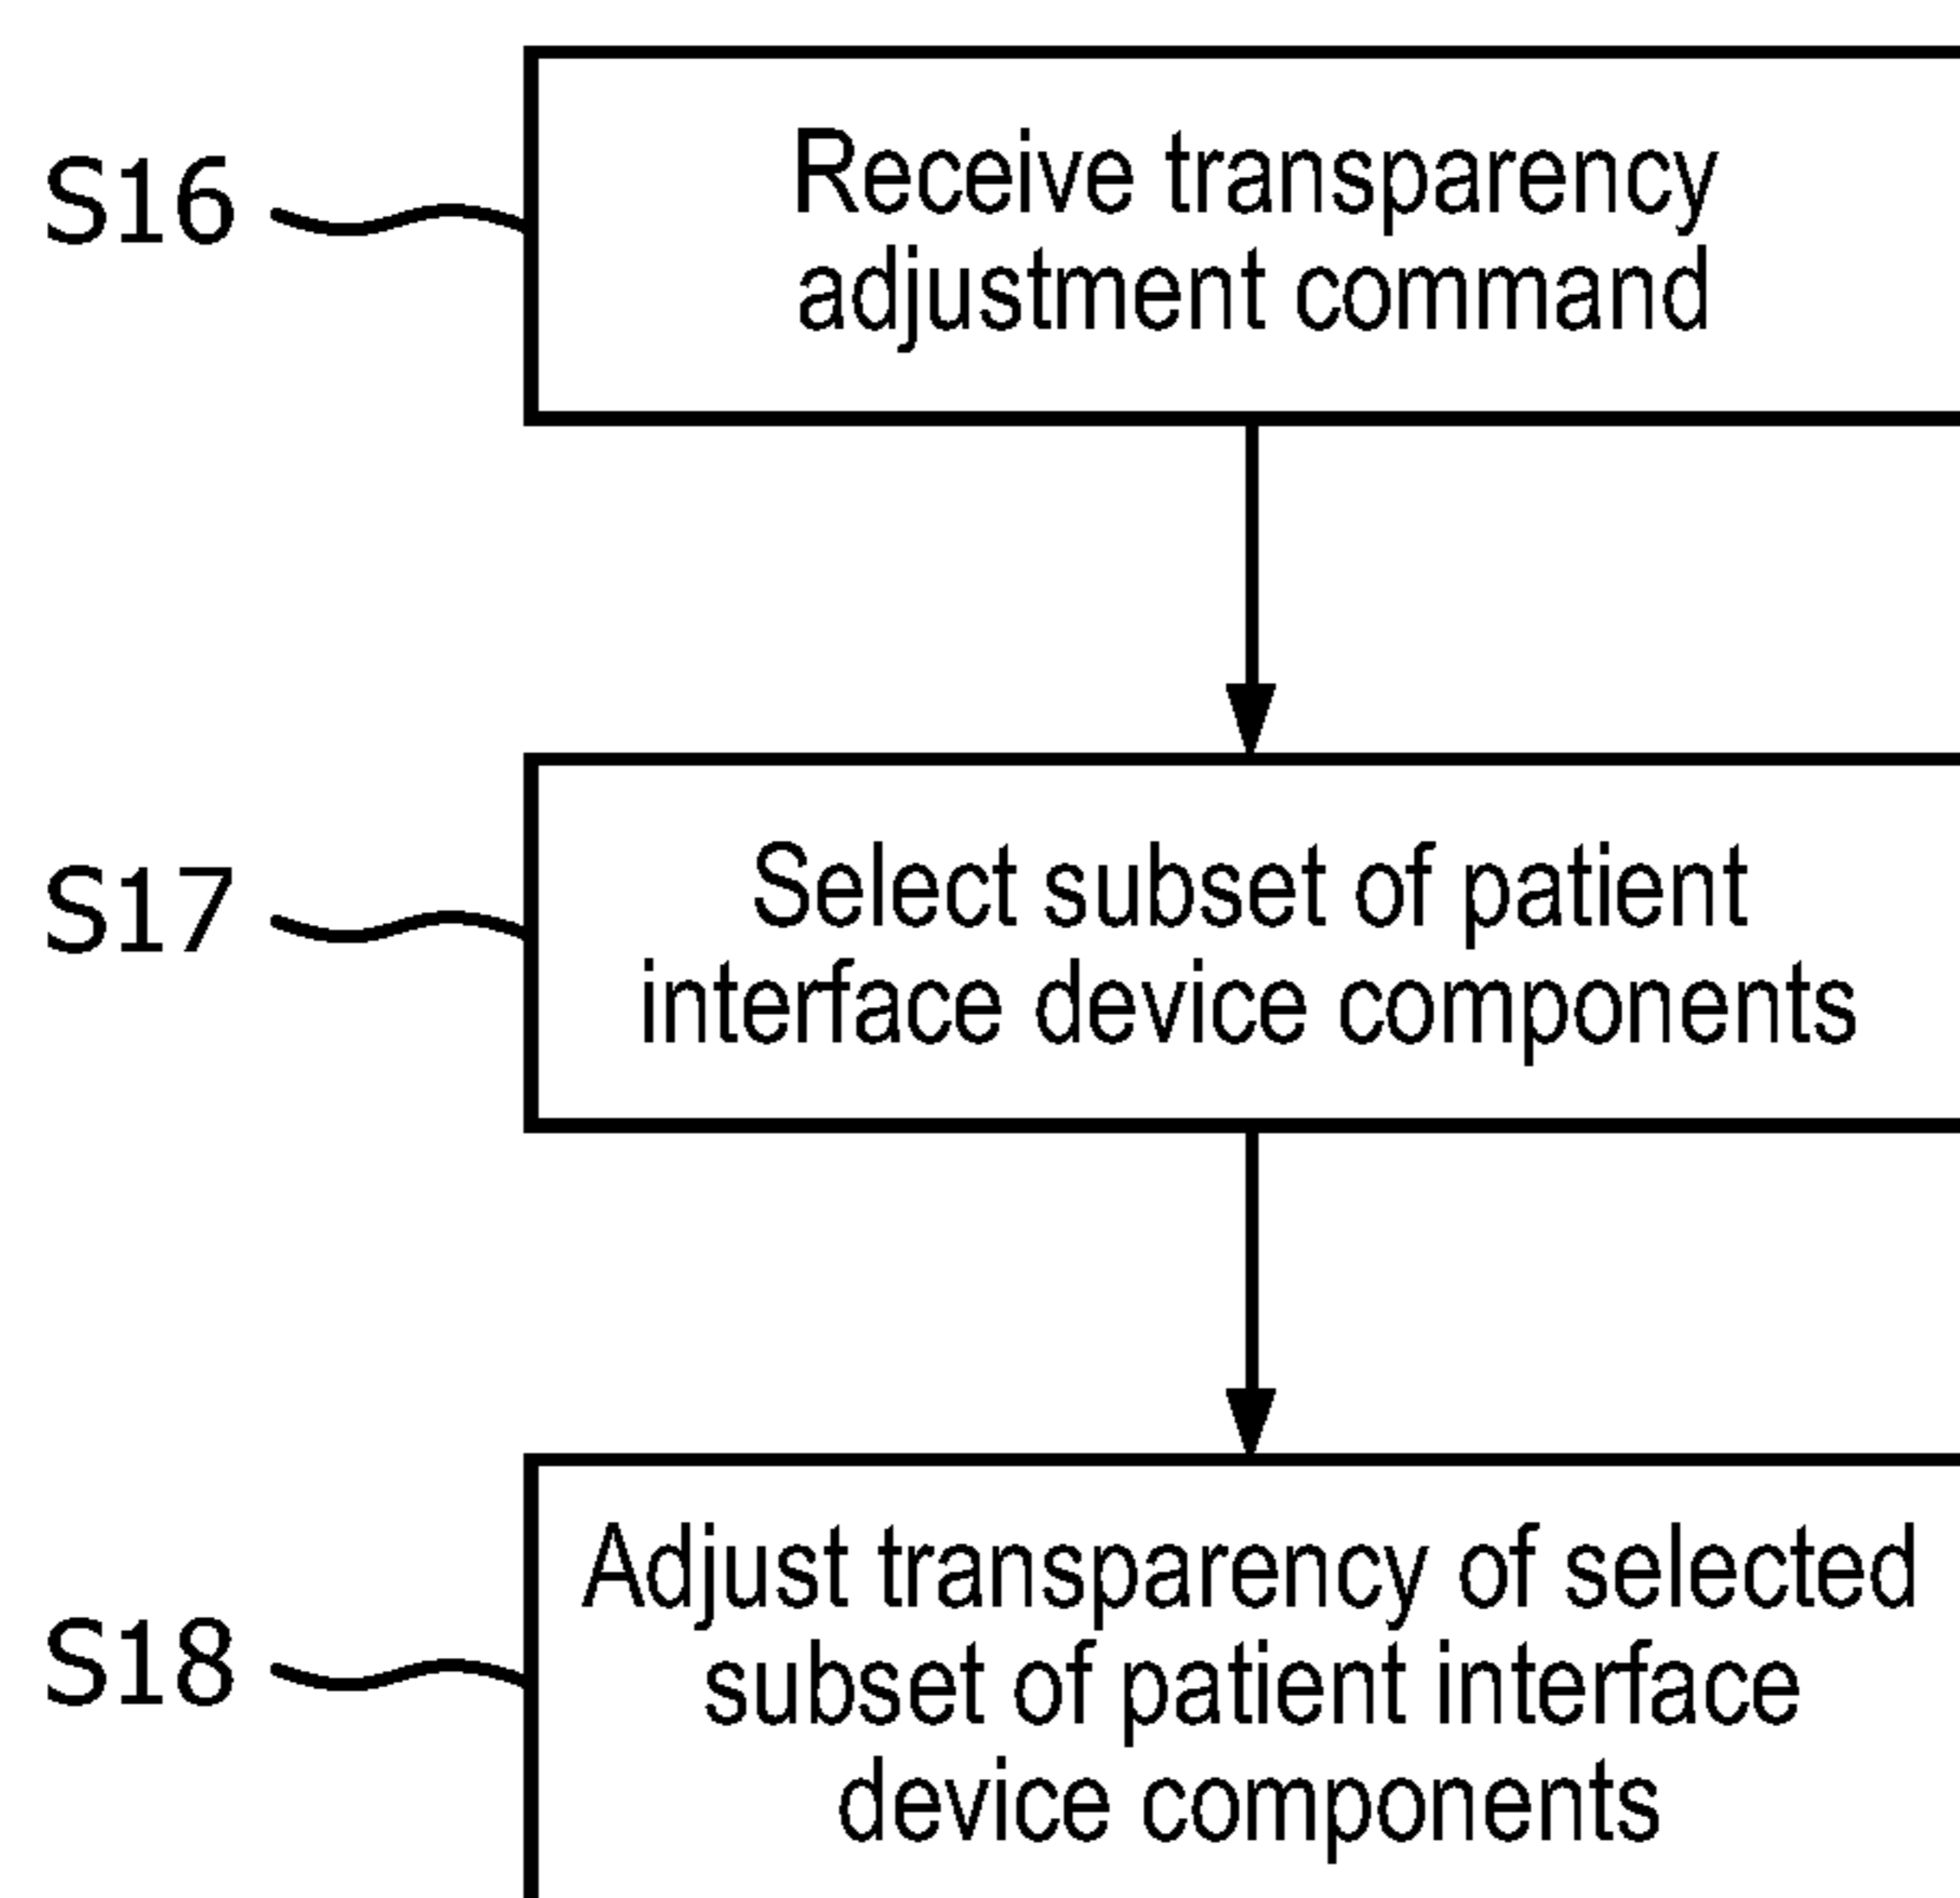 S16
Receive transparency
adjustment command
S17
Select subset of patient
interface device components
S18
Adjust transparency of selected
subset of patient interface
device components